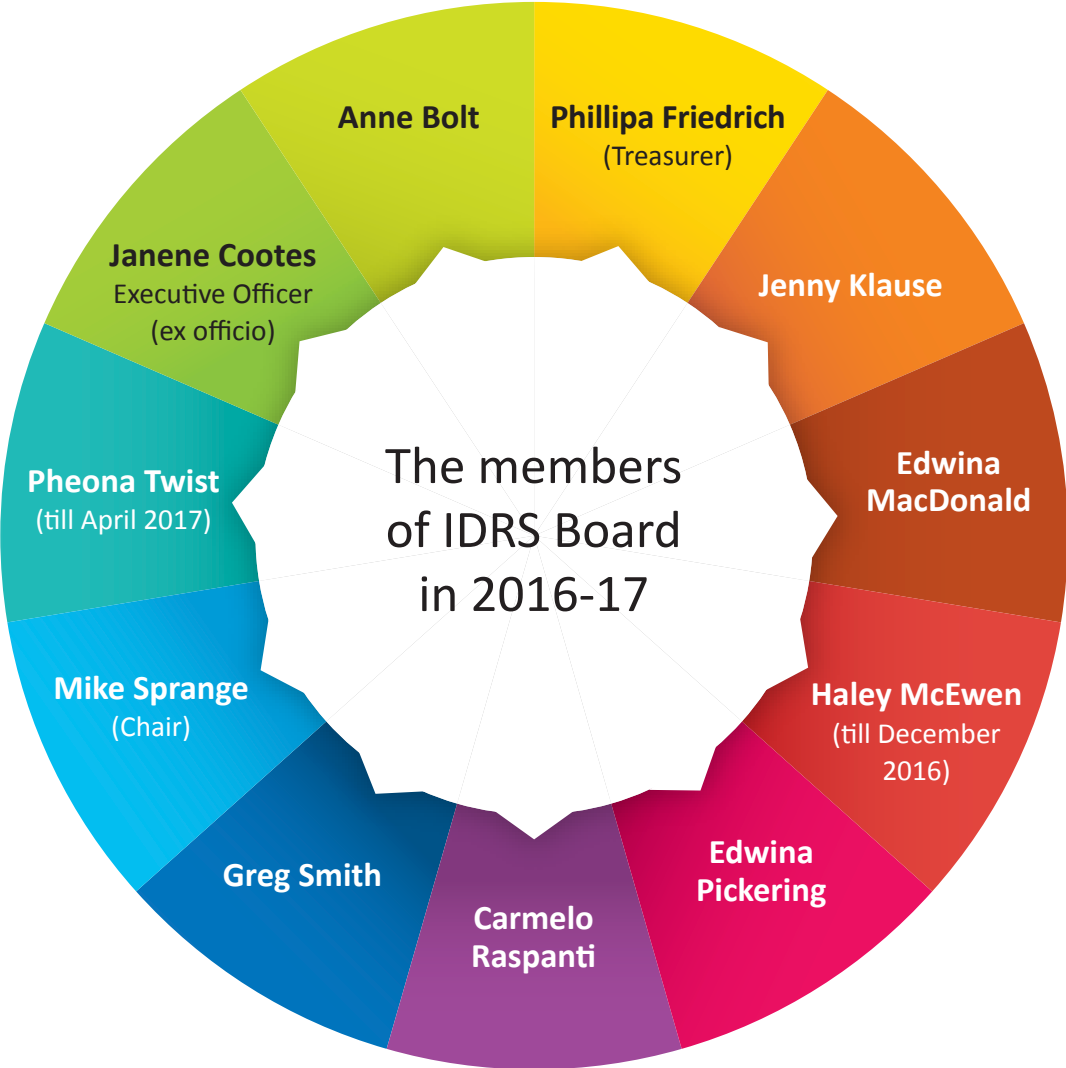 The members
of IDRS Board
in 2016-17
Phillipa Friedrich
(Treasurer)
Jenny Klause
Edwina
MacDonald
Haley McEwen
(till December
2016)
Edwina
Pickering
Carmelo
Raspanti
Greg Smith
Mike Sprange
(Chair)
Pheona Twist
(till April 2017)
Janene Cootes
Executive Officer
(ex officio)
Anne Bolt